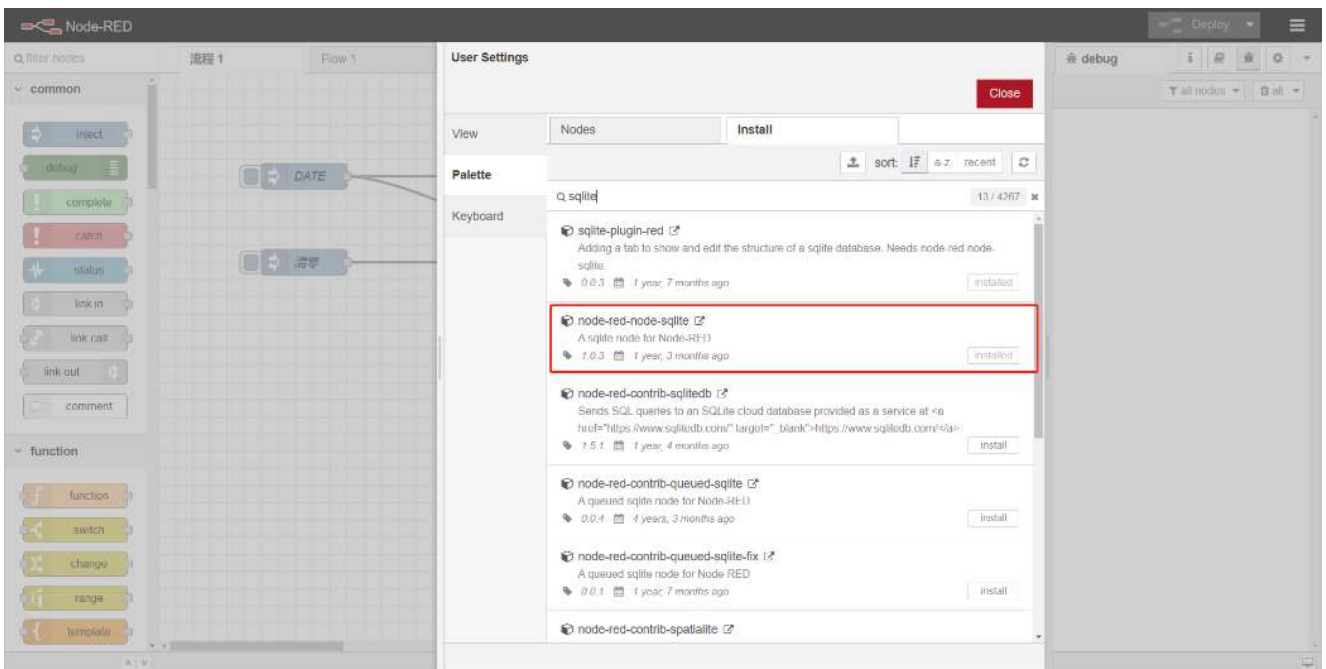 Node-RED
Deploy
filter nodes
流程 1
Flow 1
User Settings
debug
i
all nodes
all
common
Close
inject
debug
complete
catch
status
link in
link call
link out
comment
function
function
switch
change
range
template
DATE
View
Palette
Keyboard
Nodes
Install
sort:
a-z
recent
sqlite
13 / 4267
sqlite-plugin-red
Adding a tab to show and edit the structure of a sqlite database. Needs node-red-node-
sqlite.
0.0.3 1 year, 7 months ago
installed
node-red-node-sqlite
A sqlite node for Node-RED
1.0.3 1 year, 3 months ago
installed
node-red-contrib-sqlitedb
Sends SQL queries to an SQLite cloud database provided as a service at <a
href="https://www.sqlitedb.com/" target="_blank">https://www.sqlitedb.com/</a>
1.5.1 1 year, 4 months ago
install
node-red-contrib-queued-sqlite
A queued sqlite node for Node-RED
0.0.4 4 years, 3 months ago
install
node-red-contrib-queued-sqlite-fix
A queued sqlite node for Node RED
0.0.1 1 year, 7 months ago
install
node-red-contrib-spatialite